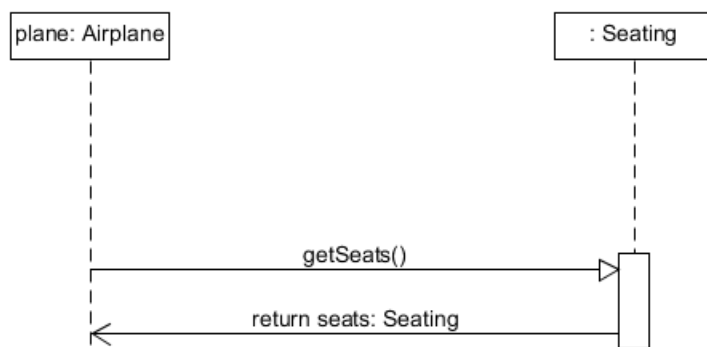 plane: Airplane
: Seating
getSeats()
return seats: Seating